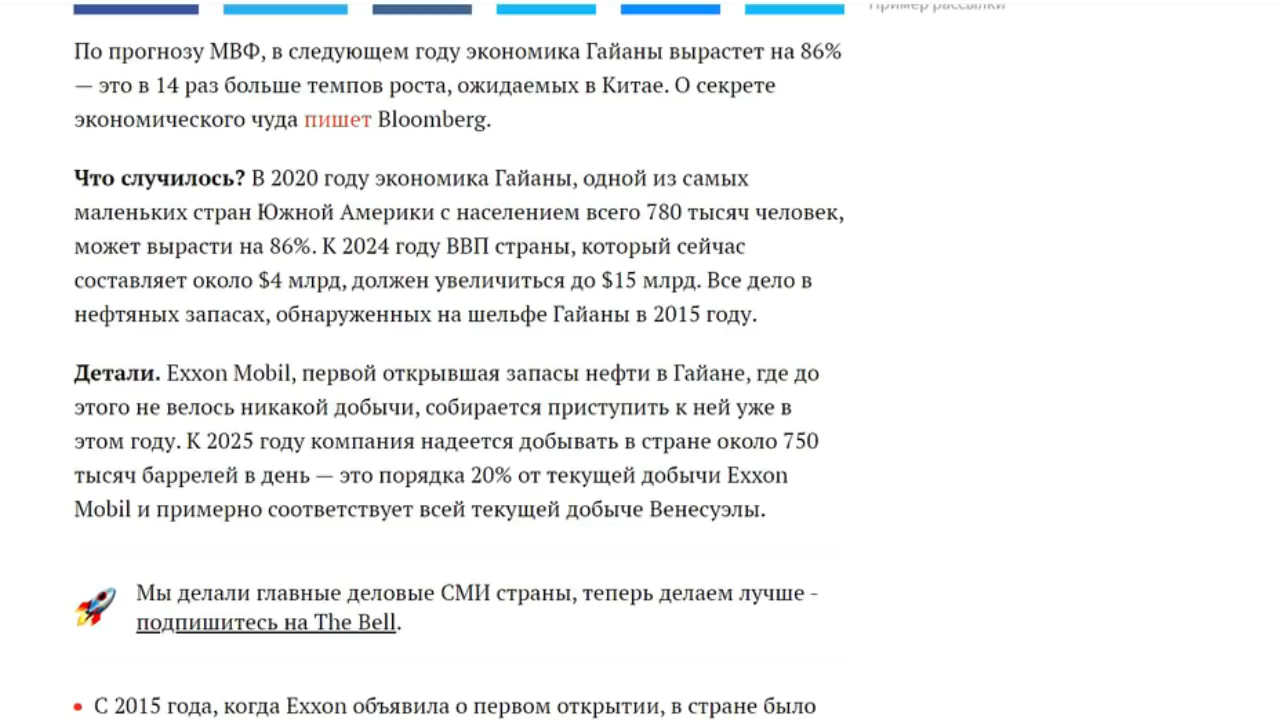 Пример рассылки
По прогнозу МВФ, в следующем году экономика Гайаны вырастет на 86%
— это в 14 раз больше темпов роста, ожидаемых в Китае. О секрете
экономического чуда пишет Bloomberg.
Что случилось? В 2020 году экономика Гайаны, одной из самых
маленьких стран Южной Америки с населением всего 780 тысяч человек,
может вырасти на 86%. К 2024 году ВВП страны, который сейчас
составляет около $4 млрд, должен увеличиться до $15 млрд. Все дело в
нефтяных запасах, обнаруженных на шельфе Гайаны в 2015 году.
Детали. Exxon Mobil, первой открывшая запасы нефти в Гайане, где до
этого не велось никакой добычи, собирается приступить к ней уже в
этом году. К 2025 году компания надеется добывать в стране около 750
тысяч баррелей в день — это порядка 20% от текущей добычи Exxon
Mobil и примерно соответствует всей текущей добыче Венесуэлы.
Мы делали главные деловые СМИ страны, теперь делаем лучше -
подпишитесь на The Bell.
• С 2015 года, когда Exxon объявила о первом открытии, в стране было